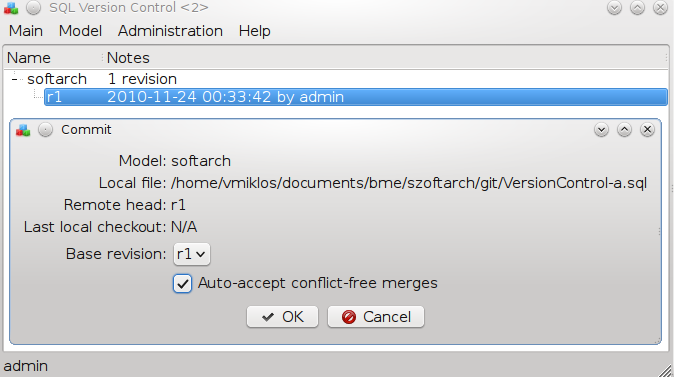 SQL Version Control <2>
Main Model Administration Help
Name Notes
softarch 1 revision
r1 2010-11-24 00:33:42 by admin
Commit
Model: softarch
Local file: /home/vmiklos/documents/bme/szoftarch/git/VersionControl-a.sql
Remote head: r1
Last local checkout: N/A
Base revision: r1
Auto-accept conflict-free merges
OK Cancel
admin